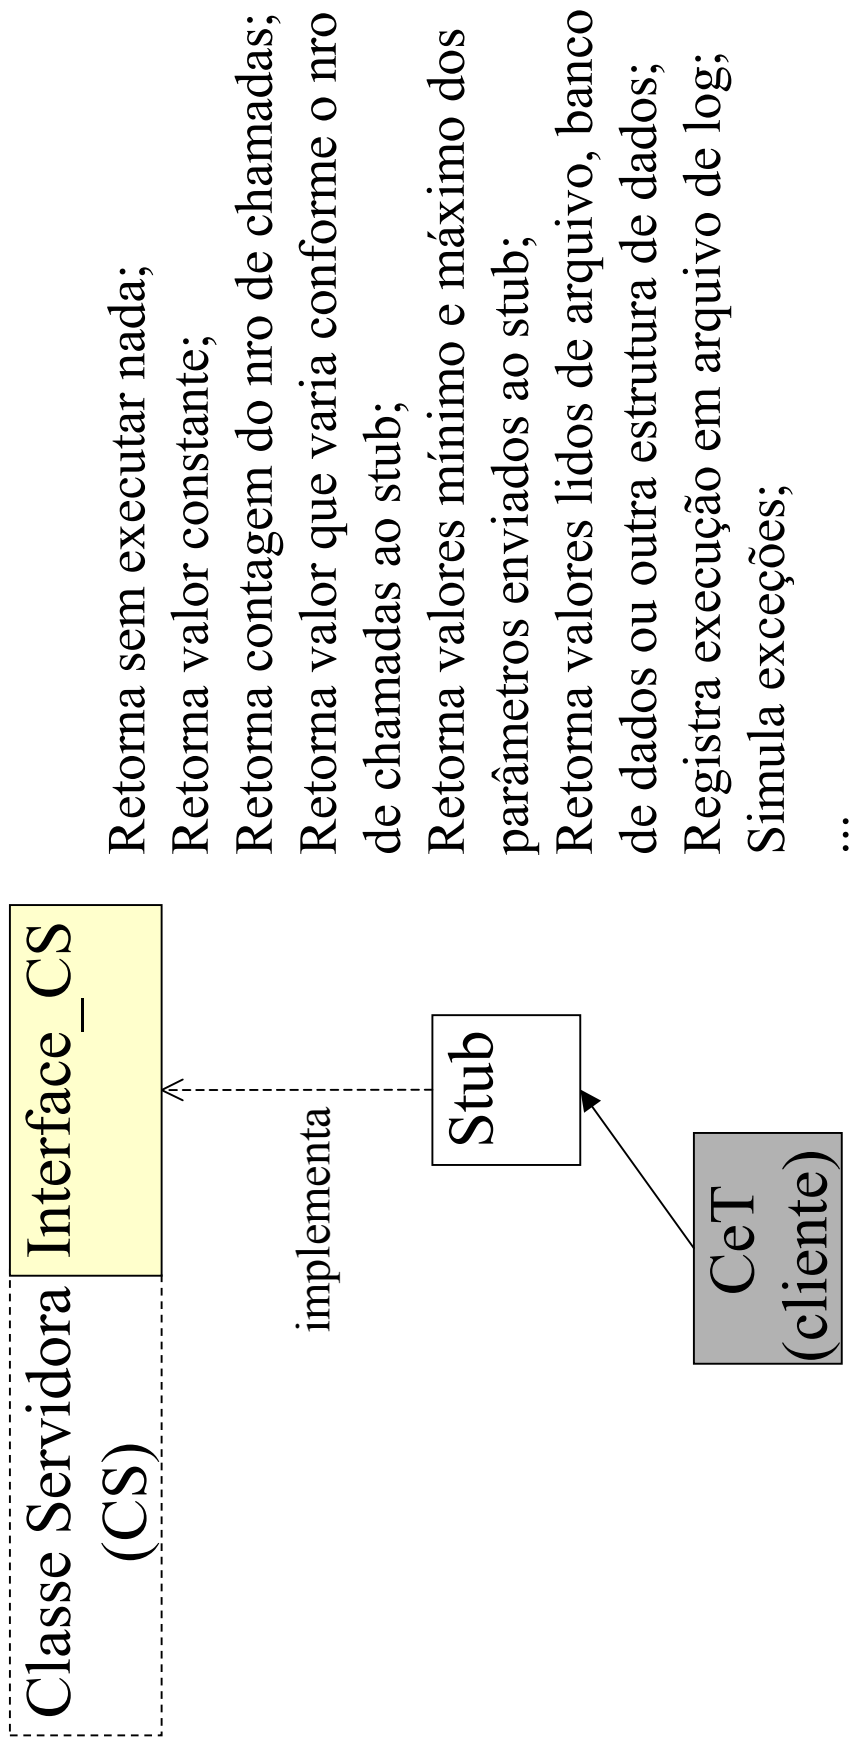 Classe Servidora
(CS)
Interface_CS
implementa
Stub
CeT
(cliente)
Retorna sem executar nada;
Retorna valor constante;
Retorna contagem do nro de chamadas;
Retorna valor que varia conforme o nro
de chamadas ao stub;
Retorna valores mínimo e máximo dos
parâmetros enviados ao stub;
Retorna valores lidos de arquivo, banco
de dados ou outra estrutura de dados;
Registra execução em arquivo de log;
Simula exceções;
...